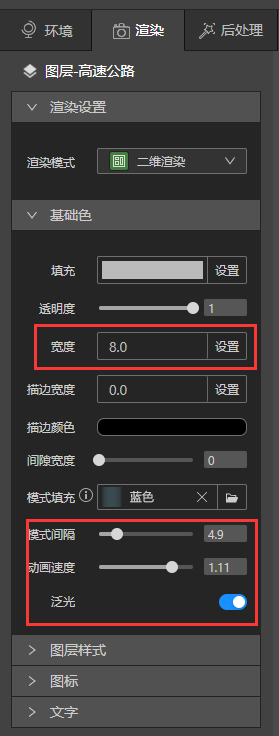 环境 渲染 后处理
图层-高速公路
渲染设置
渲染模式 二维渲染
基础色
填充 设置
透明度 1
宽度 8.0 设置
描边宽度 0.0 设置
描边颜色
间隙宽度 0
模式填充 蓝色
模式间隔 4.9
动画速度 1.11
泛光
图层样式
图标
文字